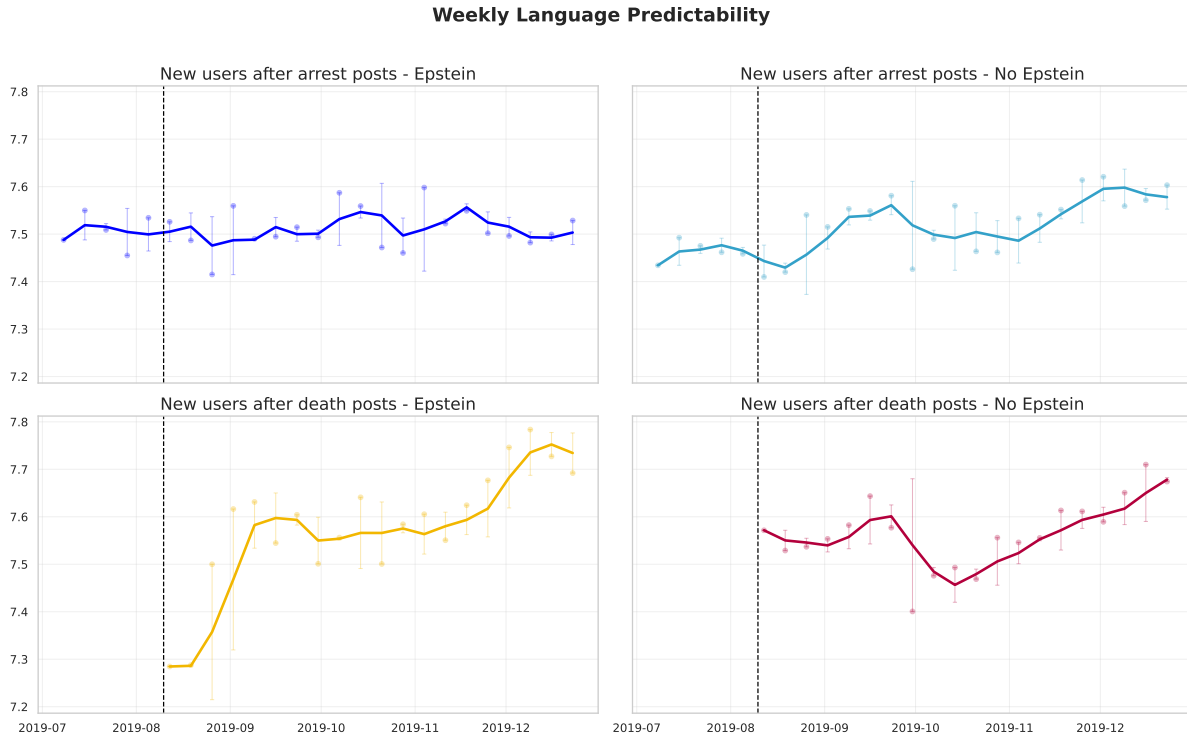 Weekly Language Predictability
New users after arrest posts - Epstein
New users after arrest posts - No Epstein
7.8
7.7
7.6
7.5
7.4
7.3
7.2
New users after death posts - Epstein
New users after death posts - No Epstein
7.8
7.7
7.6
7.5
7.4
7.3
7.2
2019-07 2019-08 2019-09 2019-10 2019-11 2019-12
2019-07 2019-08 2019-09 2019-10 2019-11 2019-12